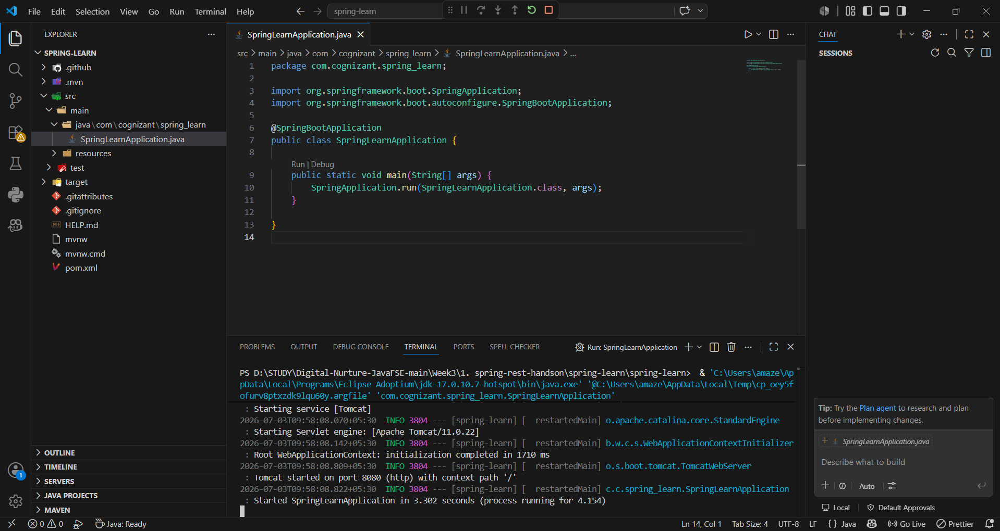 File Edit Selection View Go Run Terminal Help
spring-learn
EXPLORER
SPRING-LEARN
.github
.mvn
src
main
java\com\cognizant\spring_learn
SpringLearnApplication.java
resources
test
target
.gitattributes
.gitignore
HELP.md
mvnw
mvnw.cmd
pom.xml
OUTLINE
TIMELINE
SERVERS
JAVA PROJECTS
MAVEN
1
SpringLearnApplication.java
src > main > java > com > cognizant > spring_learn > SpringLearnApplication.java > ...
1 package com.cognizant.spring_learn;
2
3 import org.springframework.boot.SpringApplication;
4 import org.springframework.boot.autoconfigure.SpringBootApplication;
5
6 @SpringBootApplication
7 public class SpringLearnApplication {
8
Run | Debug
9 public static void main(String[] args) {
10 SpringApplication.run(SpringLearnApplication.class, args);
11 }
12
13 }
14
PROBLEMS OUTPUT DEBUG CONSOLE TERMINAL PORTS SPELL CHECKER
Run: SpringLearnApplication
PS D:\STUDY\Digital-Nurture-JavaFSE-main\Week3\1. spring-rest-handson\spring-learn\spring-learn> & 'C:\Users\amaze\Ap
pData\Local\Programs\Eclipse Adoptium\jdk-17.0.10.7-hotspot\bin\java.exe' '@C:\Users\amaze\AppData\Local\Temp\cp_oey5f
ofurv8ptxzdk9lqu60y.argfile' 'com.cognizant.spring_learn.SpringLearnApplication'
: Starting service [Tomcat]
2026-07-03T09:58:08.070+05:30 INFO 3804 --- [spring-learn] [ restartedMain] o.apache.catalina.core.StandardEngine
: Starting Servlet engine: [Apache Tomcat/11.0.22]
2026-07-03T09:58:08.142+05:30 INFO 3804 --- [spring-learn] [ restartedMain] b.w.c.s.WebApplicationContextInitializer
: Root WebApplicationContext: initialization completed in 1710 ms
2026-07-03T09:58:08.809+05:30 INFO 3804 --- [spring-learn] [ restartedMain] o.s.boot.tomcat.TomcatWebServer
: Tomcat started on port 8080 (http) with context path '/'
2026-07-03T09:58:08.822+05:30 INFO 3804 --- [spring-learn] [ restartedMain] c.c.spring_learn.SpringLearnApplication
: Started SpringLearnApplication in 3.302 seconds (process running for 4.154)
CHAT
SESSIONS
Tip: Try the Plan agent to research and plan
before implementing changes.
SpringLearnApplication.java
Describe what to build
Auto
Local Default Approvals
0 0 Java: Ready
Ln 14, Col 1 Tab Size: 4 UTF-8 LF {} Java Go Live Prettier